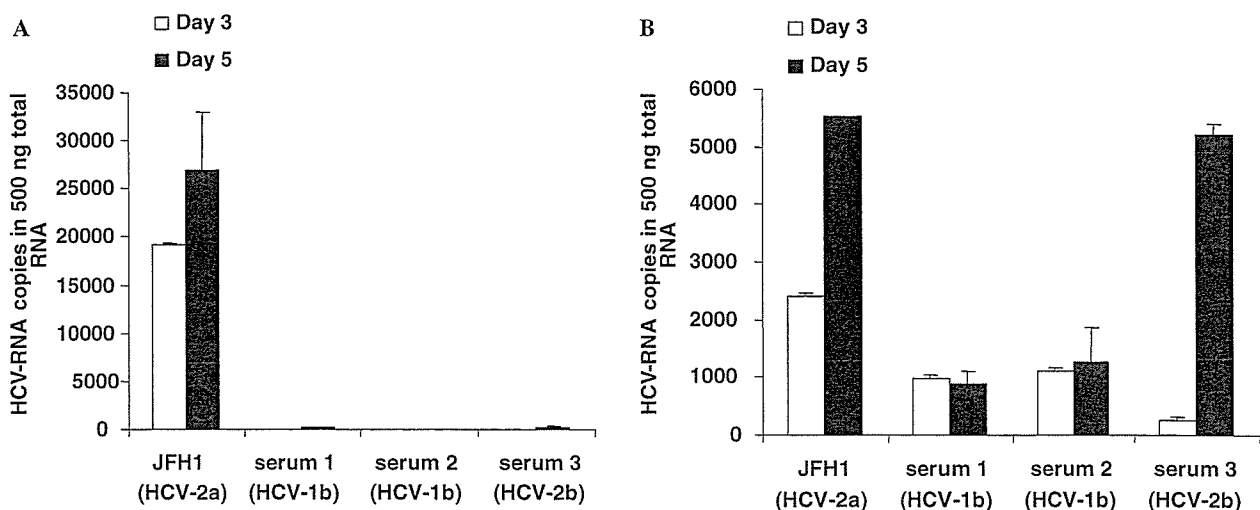 A
Day 3
Day 5
HCV-RNA copies in 500 ng total
RNA
35000
30000
25000
20000
15000
10000
5000
0
JFH1 serum 1 serum 2 serum 3
(HCV-2a) (HCV-1b) (HCV-1b) (HCV-2b)
B
Day 3
Day 5
HCV-RNA copies in 500 ng total
RNA
6000
5000
4000
3000
2000
1000
0
JFH1 serum 1 serum 2 serum 3
(HCV-2a) (HCV-1b) (HCV-1b) (HCV-2b)